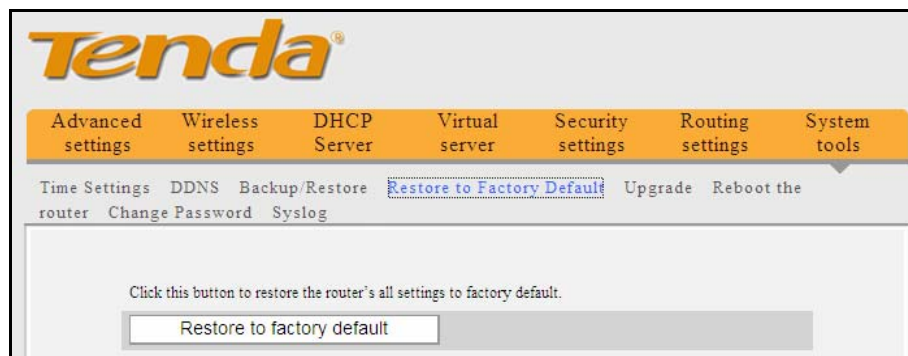 Tenda®
Advanced settings Wireless settings DHCP Server Virtual server Security settings Routing settings System tools
Time Settings DDNS Backup/Restore Restore to Factory Default Upgrade Reboot the
router Change Password Syslog
Click this button to restore the router's all settings to factory default.
Restore to factory default